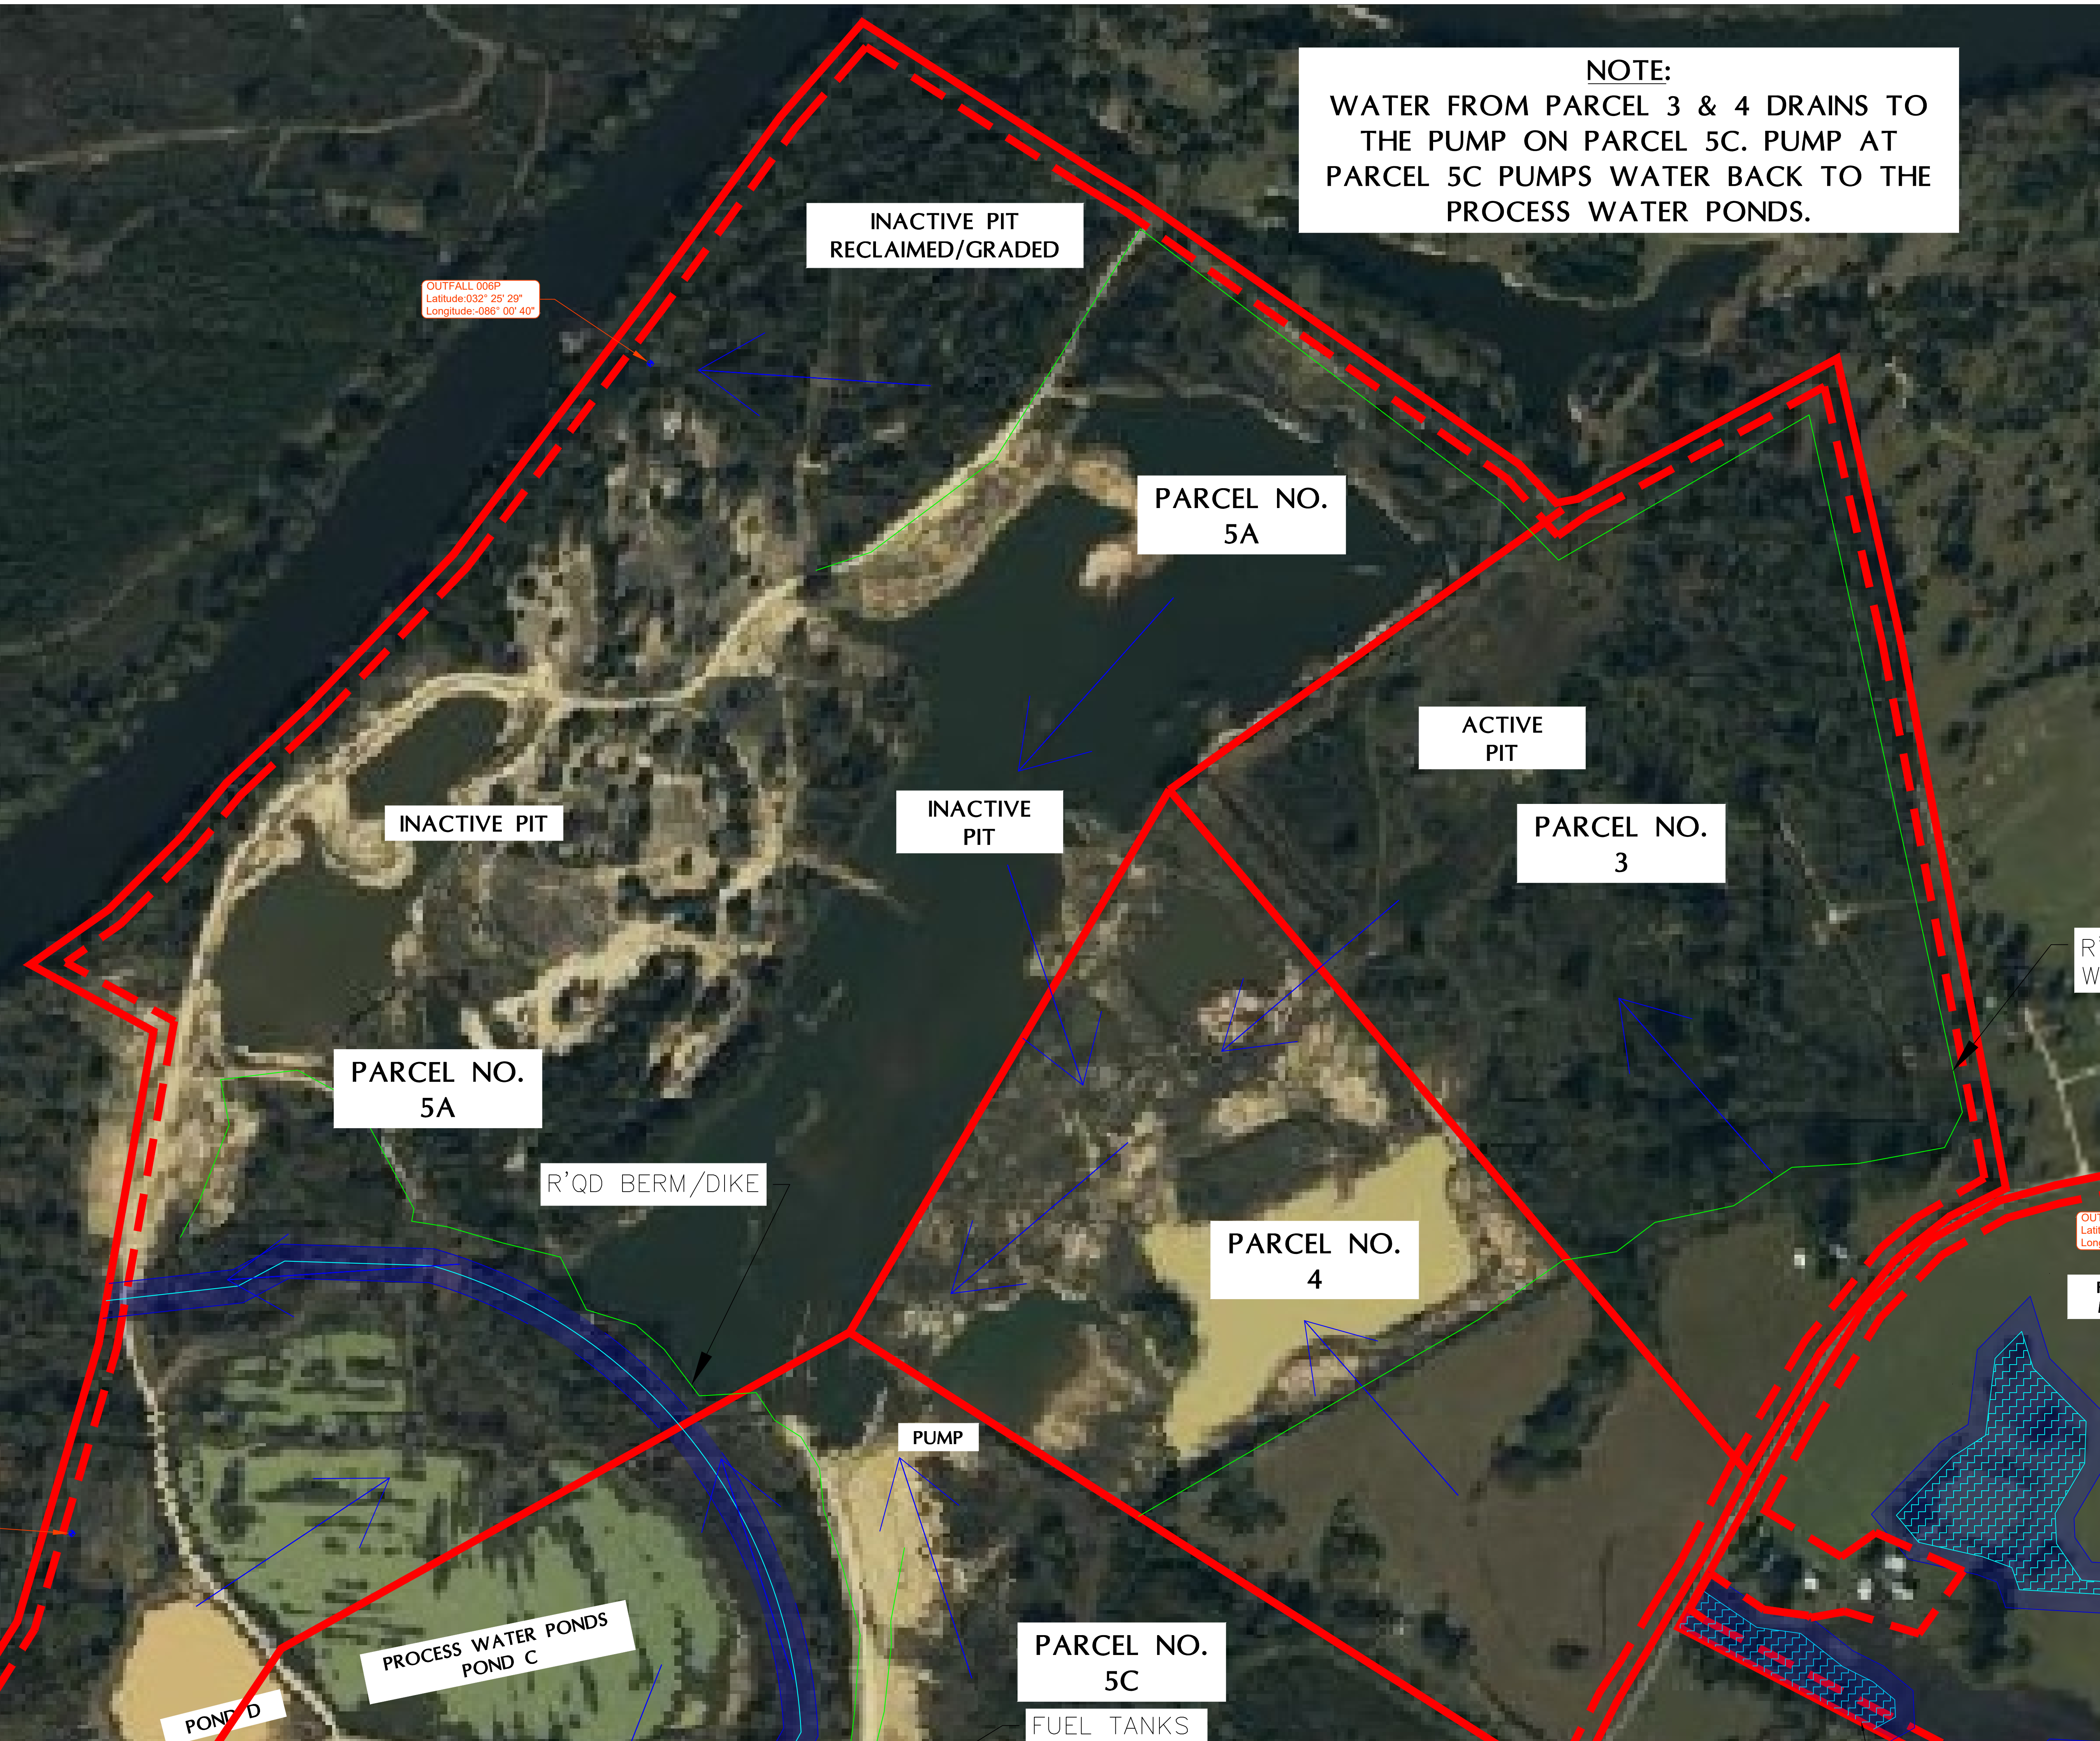 NOTE:
WATER FROM PARCEL 3 & 4 DRAINS TO
THE PUMP ON PARCEL 5C. PUMP AT
PARCEL 5C PUMPS WATER BACK TO THE
PROCESS WATER PONDS.
INACTIVE PIT
RECLAIMED/GRADED
OUTFALL 006P
Latitude:032° 25' 29"
Longitude:-086° 00' 40"
PARCEL NO.
5A
ACTIVE
PIT
INACTIVE PIT
INACTIVE
PIT
PARCEL NO.
3
PARCEL NO.
5A
R'QD BERM/DIKE
PARCEL NO.
4
PUMP
PROCESS WATER PONDS
POND C
POND D
PARCEL NO.
5C
FUEL TANKS